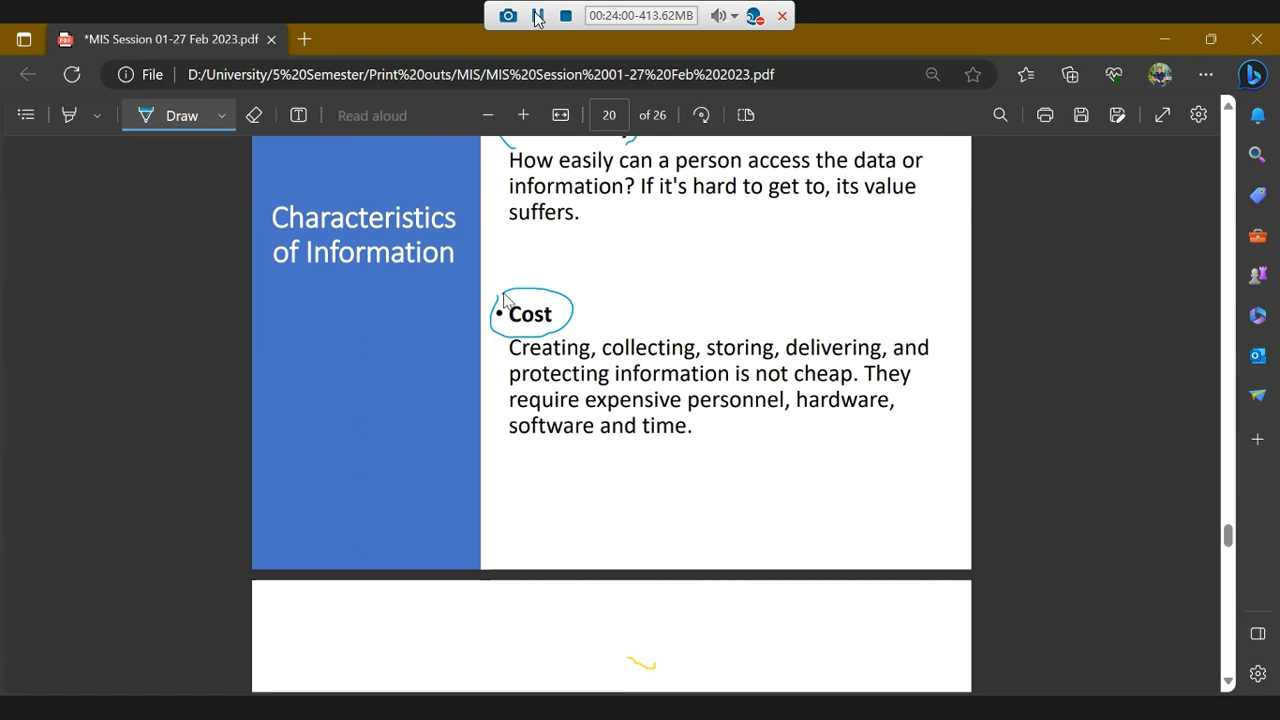 00:24:00-413.62MB
*MIS Session 01-27 Feb 2023.pdf
File
D:/University/5%20Semester/Print%20outs/MIS/MIS%20Session%2001-27%20Feb%202023.pdf
Draw
Read aloud
20 of 26
How easily can a person access the data or
information? If it's hard to get to, its value
suffers.
Characteristics
of Information
• Cost
Creating, collecting, storing, delivering, and
protecting information is not cheap. They
require expensive personnel, hardware,
software and time.